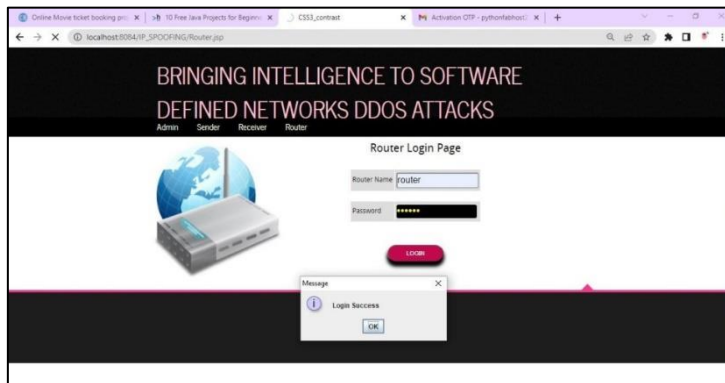 Online Movie ticket booking pro
10 Free Java Projects for Beginne
CSS3_contrast
Activation OTP - pythonfabhost2
localhost:8084/IP_SPOOFING/Router.jsp
BRINGING INTELLIGENCE TO SOFTWARE
DEFINED NETWORKS DDOS ATTACKS
Admin Sender Receiver Router
Router Login Page
Router Name router
Password
LOGIN
Message
Login Success
OK